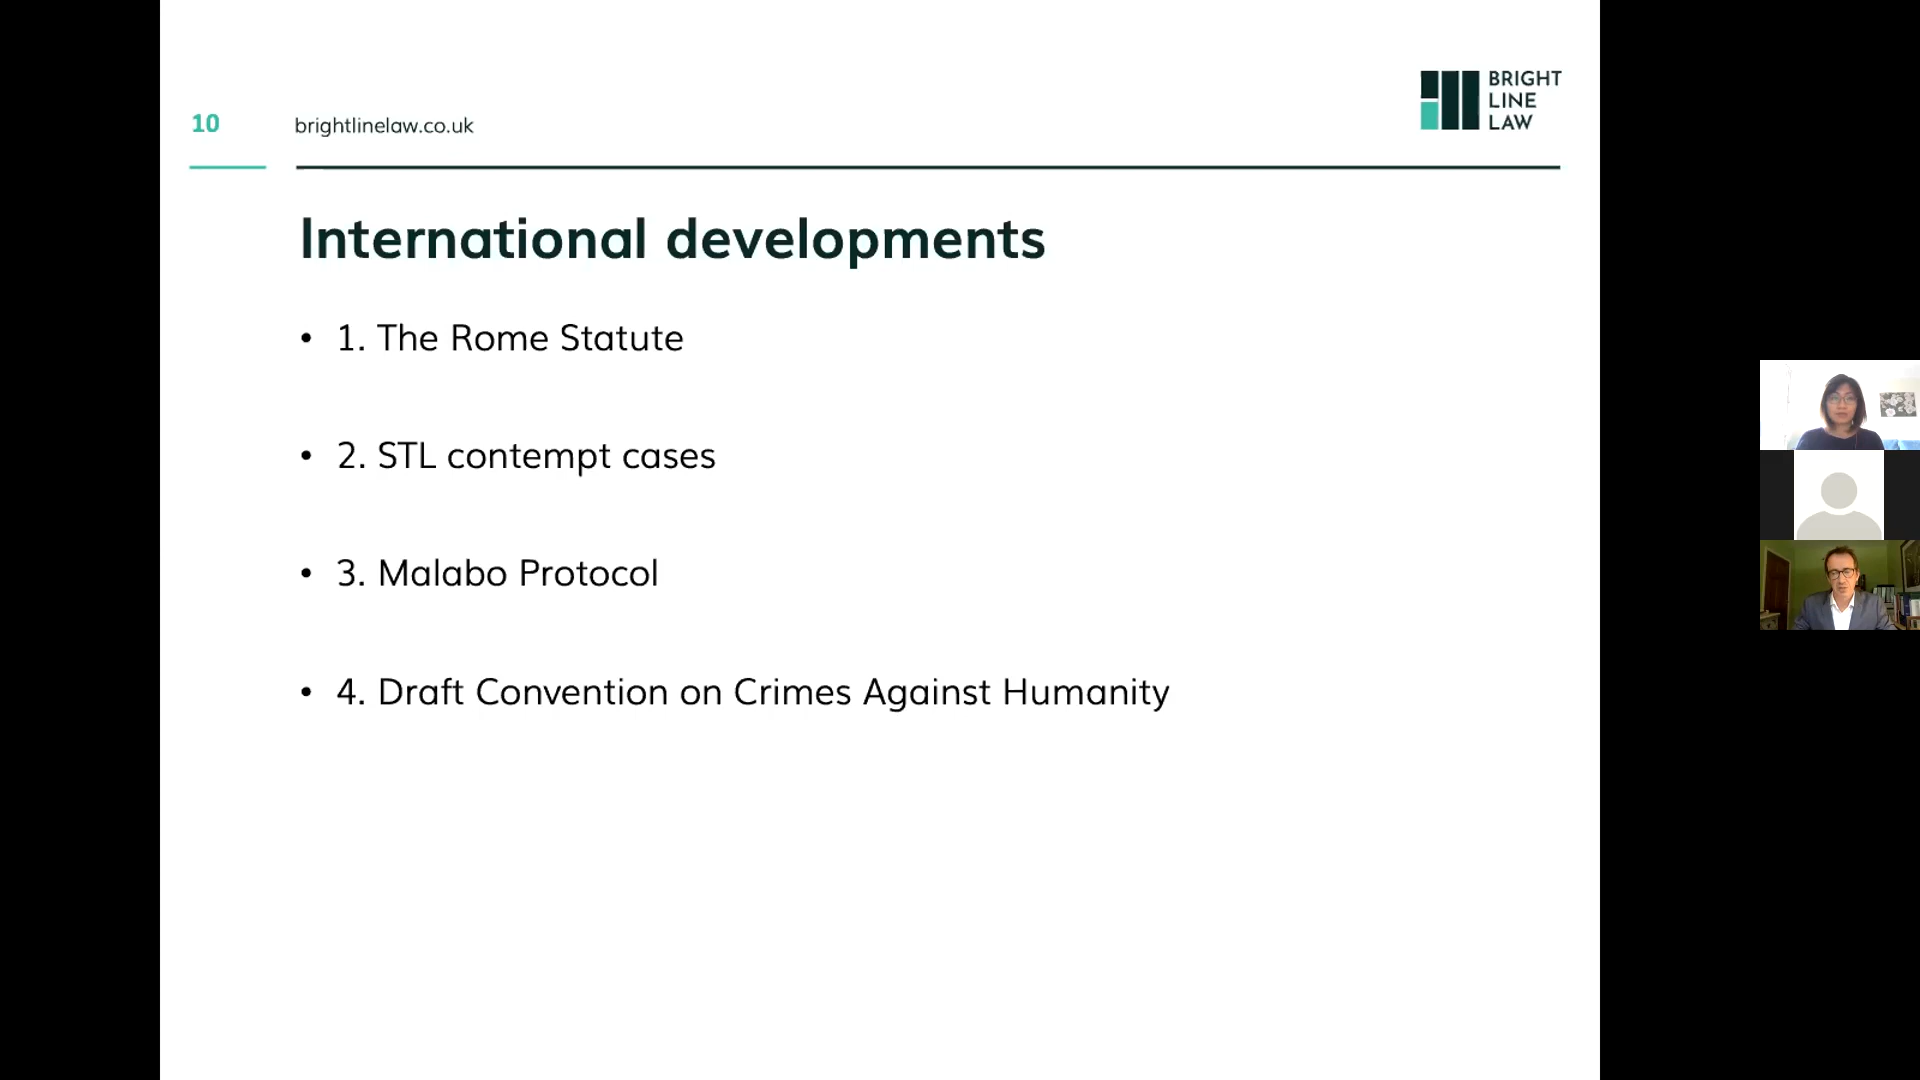 10
brightlinelaw.co.uk
BRIGHT
LINE
LAW
International developments
• 1. The Rome Statute
• 2. STL contempt cases
• 3. Malabo Protocol
• 4. Draft Convention on Crimes Against Humanity